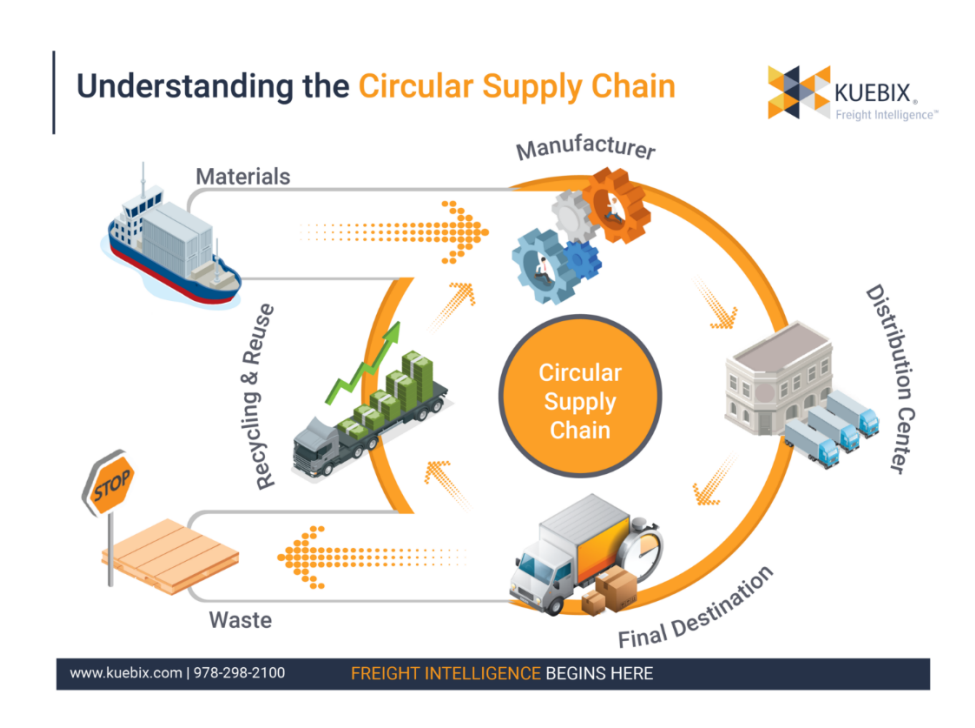 Understanding the Circular Supply Chain
KUEBIX®
Freight Intelligence™
Materials
Manufacturer
Distribution Center
Recycling & Reuse
Circular
Supply
Chain
STOP
Final Destination
Waste
www.kuebix.com | 978-298-2100
FREIGHT INTELLIGENCE BEGINS HERE